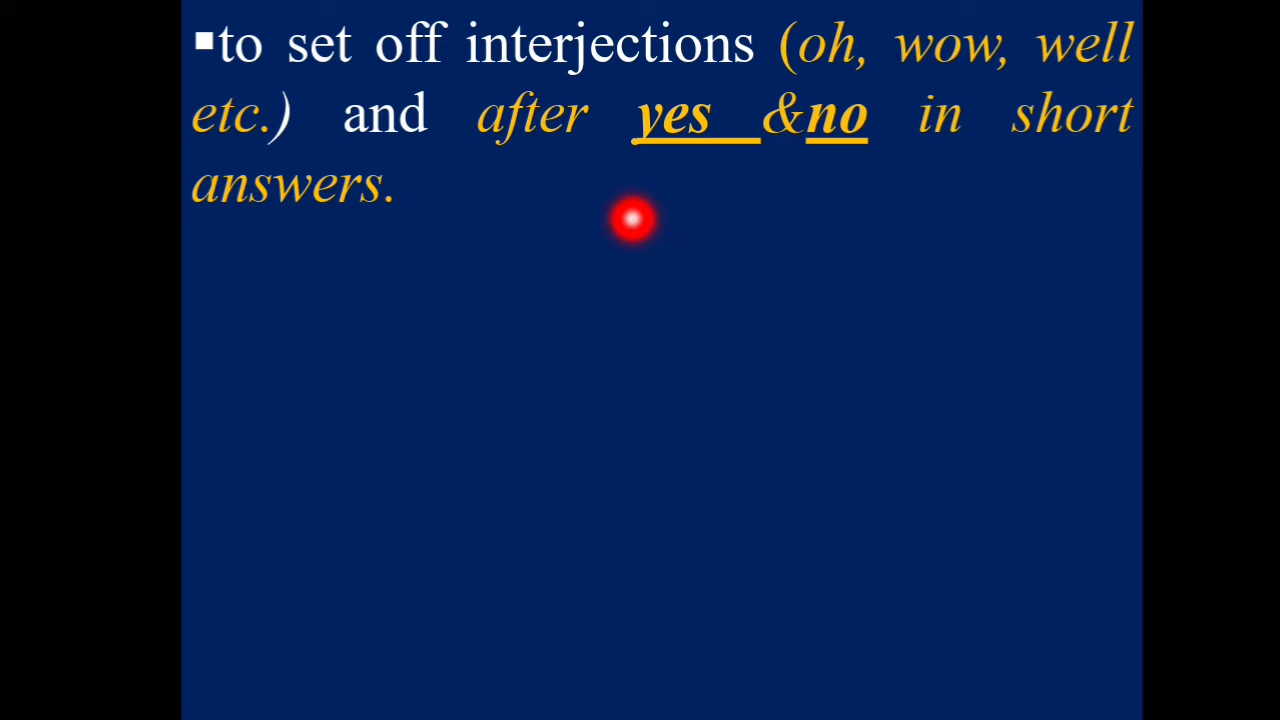 ▪to set off interjections (oh, wow, well
etc.) and after yes &no in short
answers.